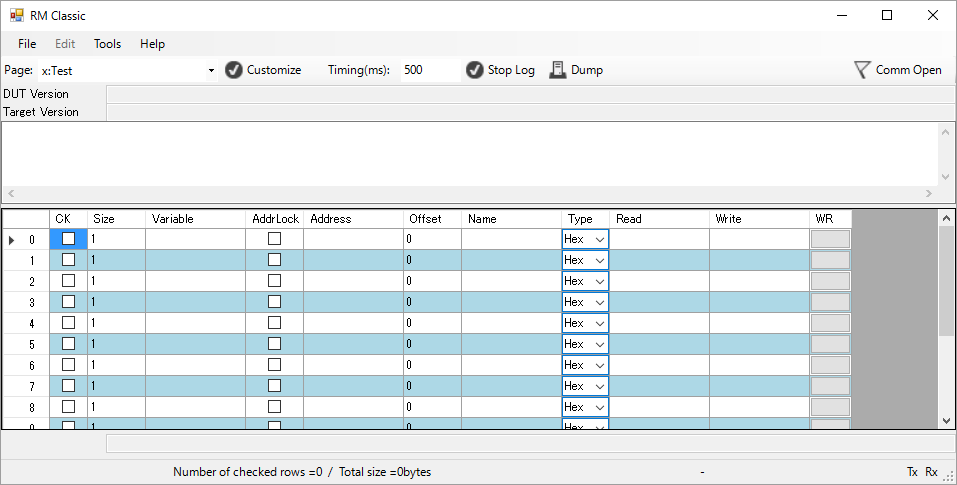 RM Classic
File Edit Tools Help
Page: x:Test Customize Timing(ms): 500 Stop Log Dump Comm Open
DUT Version
Target Version
CK Size Variable AddrLock Address Offset Name Type Read Write WR
0 1 0 Hex
1 1 0 Hex
2 1 0 Hex
3 1 0 Hex
4 1 0 Hex
5 1 0 Hex
6 1 0 Hex
7 1 0 Hex
8 1 0 Hex
9 1 0 Hex
Number of checked rows =0 / Total size =0bytes - Tx Rx